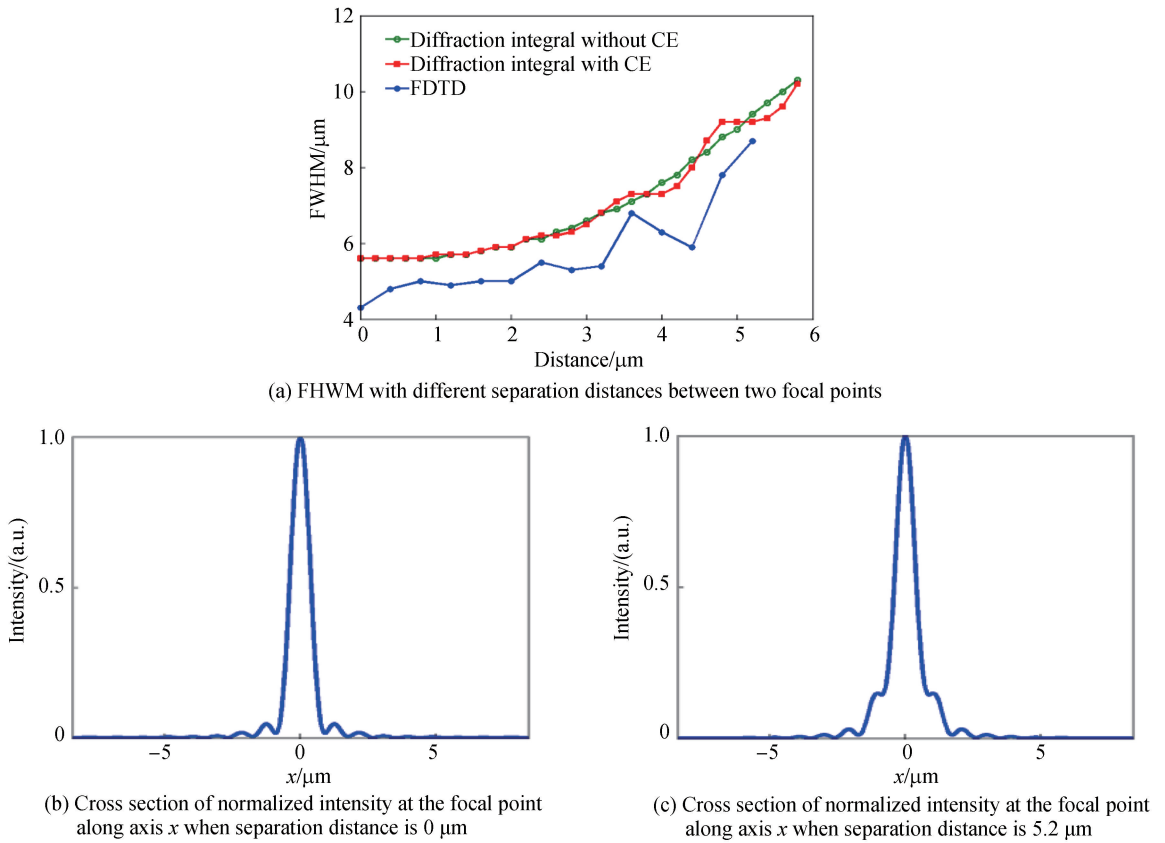 12
10
8
6
4
FWHM/μm
Diffraction integral without CE
Diffraction integral with CE
FDTD
0 1 2 3 4 5 6
Distance/μm
(a) FHWM with different separation distances between two focal points
1.0
0.5
0
Intensity/(a.u.)
−5 0 5
x/μm
(b) Cross section of normalized intensity at the focal point
along axis x when separation distance is 0 μm
1.0
0.5
0
Intensity/(a.u.)
−5 0 5
x/μm
(c) Cross section of normalized intensity at the focal point
along axis x when separation distance is 5.2 μm